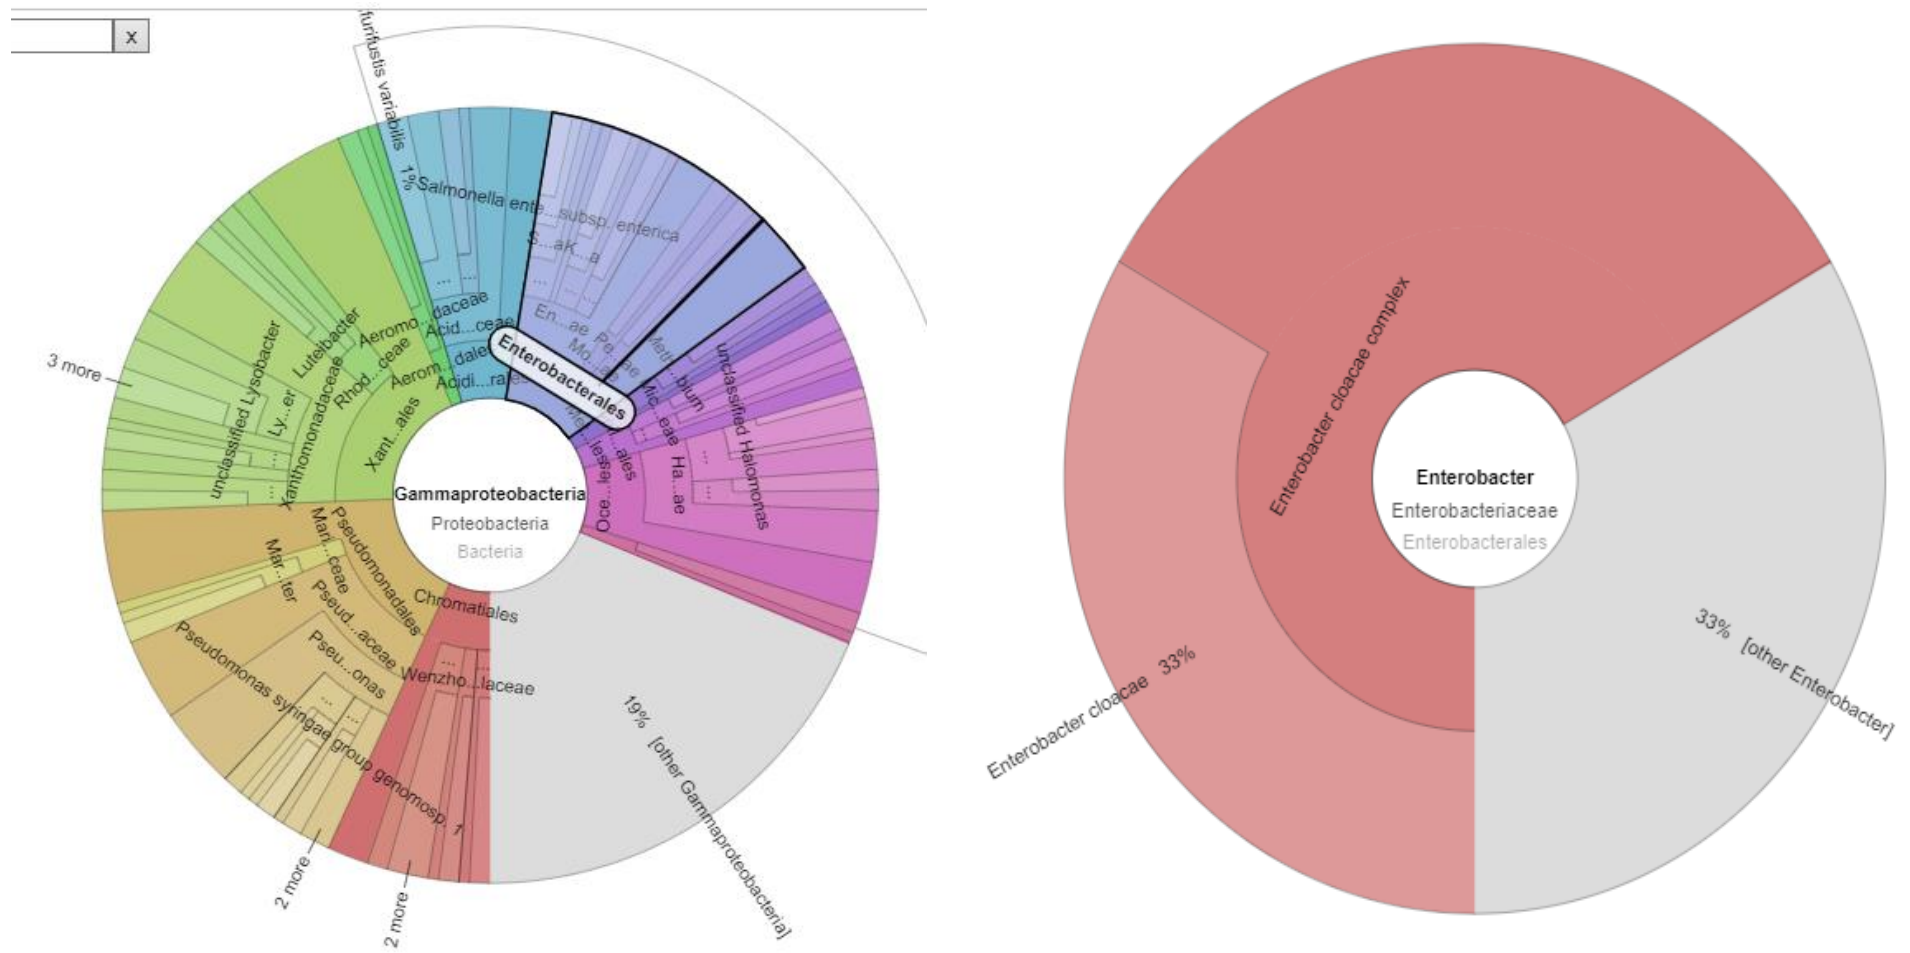 x
furifustis variabilis 1%
Salmonella ente...subsp. enterica
S...a
K...a
...
En...ae
Pe...ae
Mo...ae
Enterobacterales
...daceae
Acid...ceae
Acidi...rales
Aeromo...
Aerom...dales
Luteibacter
Rhod...ceae
Xanthomonadaceae
Ly...er
unclassified Lysobacter
Xant...ales
3 more
Gammaproteobacteria
Proteobacteria
Bacteria
unclassified Halomonas
Meth...bium
Mic...eae
Ha...ae
Me...les
...ales
Oce...les
Pseudomonadales
Mari...ceae
Mar...ter
Pseud...aceae
Pseu...onas
Pseudomonas syringae group genomosp. 1
Chromatiales
Wenzho...laceae
2 more
2 more
19% [other Gammaproteobacteria]
Enterobacter cloacae complex
Enterobacter
Enterobacteriaceae
Enterobacterales
Enterobacter cloacae 33%
33% [other Enterobacter]